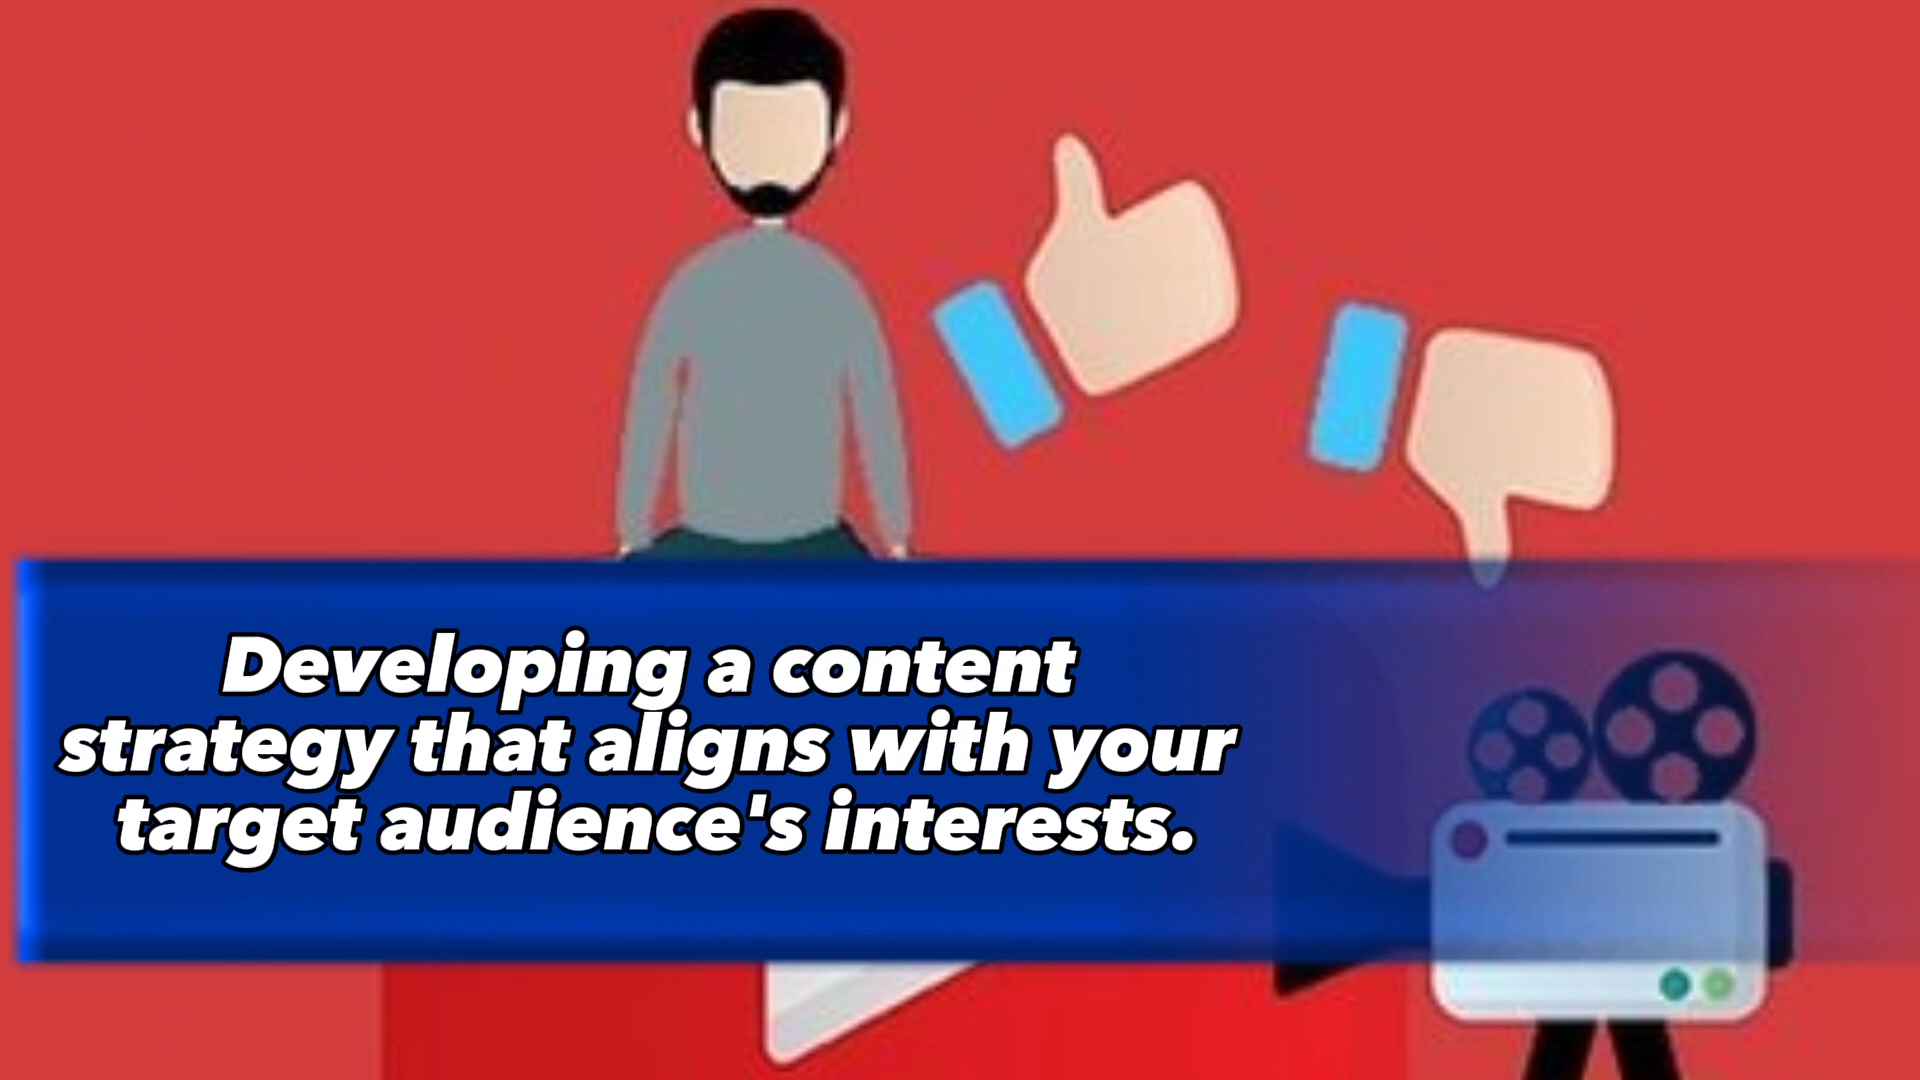 Developing a content
strategy that aligns with your
target audience's interests.